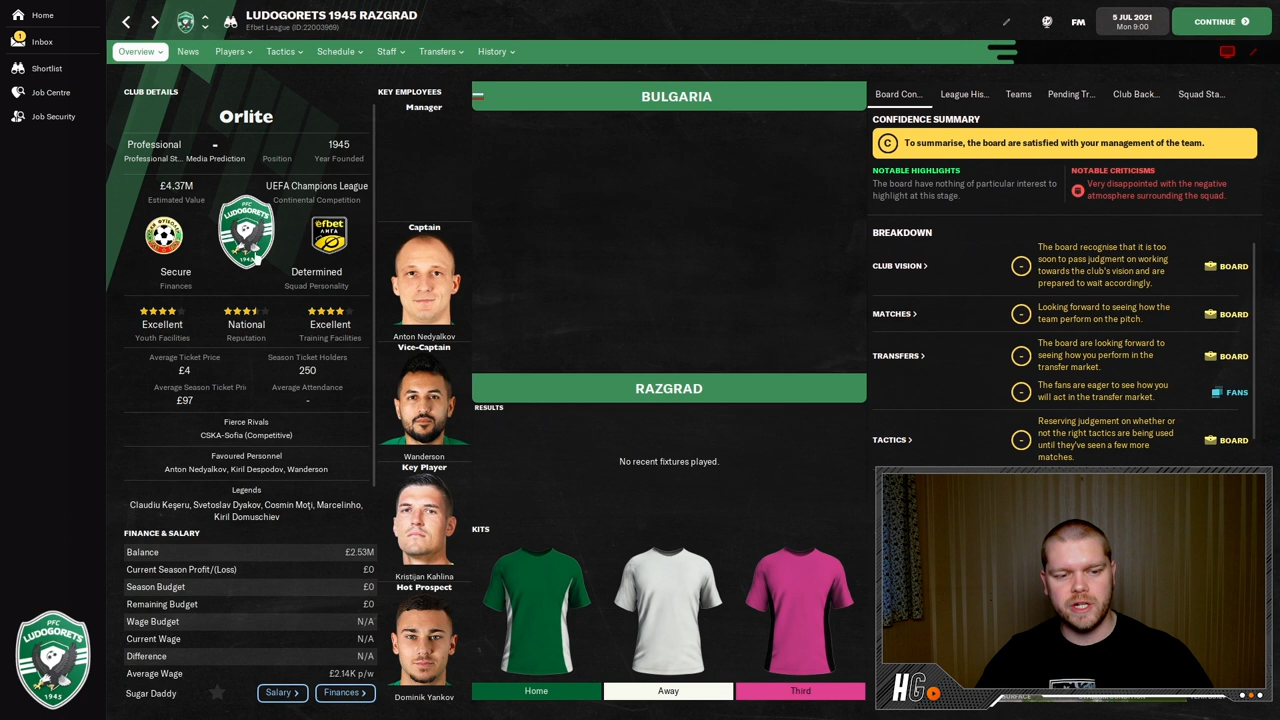 Home
1
Inbox
Shortlist
Job Centre
Job Security
LUDOGORETS 1945 RAZGRAD
Efbet League (ID:22003969)
FM
5 JUL 2021
Mon 9:00
CONTINUE
Overview
News
Players
Tactics
Schedule
Staff
Transfers
History
CLUB DETAILS
Orlite
Professional
Professional St...
-
Media Prediction
Position
1945
Year Founded
£4.37M
Estimated Value
UEFA Champions League
Continental Competition
PFC
LUDOGORETS
efbet
ЛИГА
Secure
Finances
Determined
Squad Personality
Excellent
Youth Facilities
National
Reputation
Excellent
Training Facilities
Average Ticket Price
£4
Season Ticket Holders
250
Average Season Ticket Pri
£97
Average Attendance
-
Fierce Rivals
CSKA-Sofia (Competitive)
Favoured Personnel
Anton Nedyalkov, Kiril Despodov, Wanderson
Legends
Claudiu Keşeru, Svetoslav Dyakov, Cosmin Moţi, Marcelinho,
Kiril Domuschiev
FINANCE & SALARY
Balance £2.53M
Current Season Profit/(Loss) £0
Season Budget £0
Remaining Budget £0
Wage Budget N/A
Current Wage N/A
Difference N/A
Average Wage £2.14K p/w
Sugar Daddy
Salary >
Finances >
KEY EMPLOYEES
Manager
Captain
Anton Nedyalkov
Vice-Captain
Wanderson
Key Player
Kristijan Kahlina
Hot Prospect
Dominik Yankov
BULGARIA
RAZGRAD
RESULTS
No recent fixtures played.
KITS
Home
Away
Third
Board Con...
League His...
Teams
Pending Tr...
Club Back...
Squad Sta...
CONFIDENCE SUMMARY
C
To summarise, the board are satisfied with your management of the team.
NOTABLE HIGHLIGHTS
The board have nothing of particular interest to
highlight at this stage.
NOTABLE CRITICISMS
Very disappointed with the negative
atmosphere surrounding the squad.
BREAKDOWN
CLUB VISION >
-
The board recognise that it is too
soon to pass judgment on working
towards the club's vision and are
prepared to wait accordingly.
BOARD
MATCHES >
-
Looking forward to seeing how the
team perform on the pitch.
BOARD
TRANSFERS >
-
The board are looking forward to
seeing how you perform in the
transfer market.
BOARD
-
The fans are eager to see how you
will act in the transfer market.
FANS
TACTICS >
-
Reserving judgement on whether or
not the right tactics are being used
until they've seen a few more
matches.
BOARD
HG
PFC
LUDOGORETS
1945